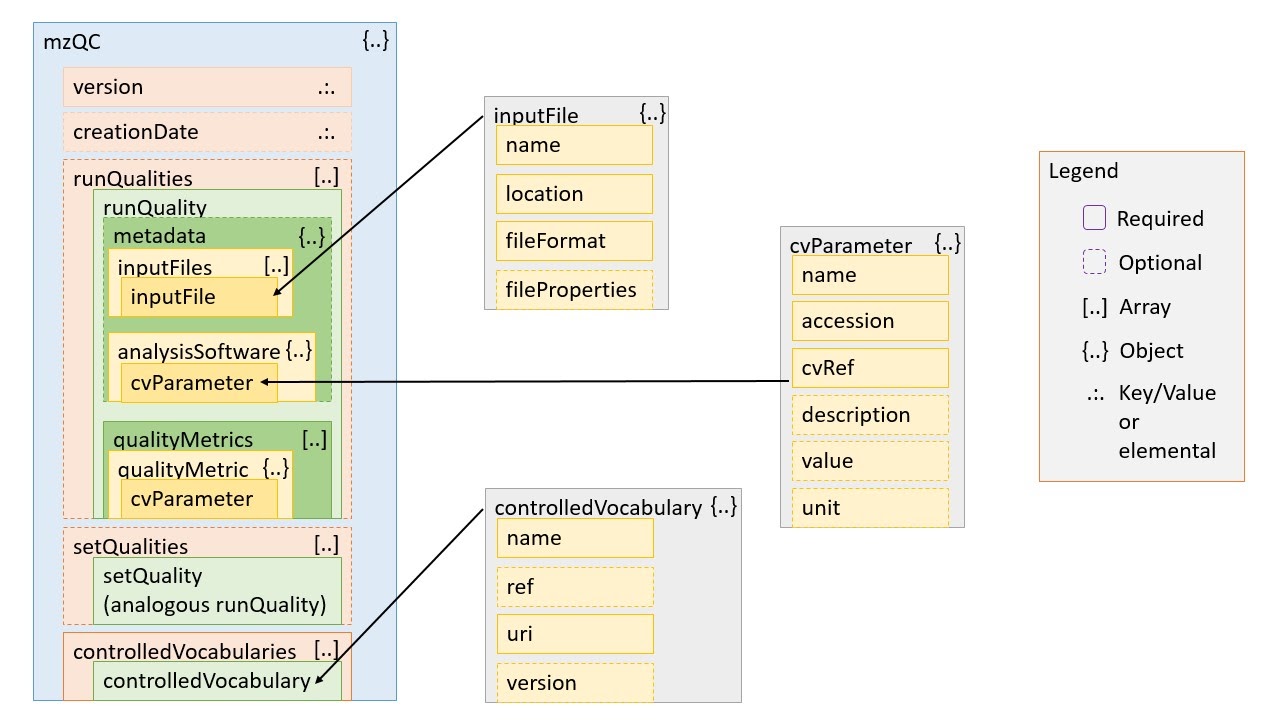 mzQC {..}
version .:.
creationDate .:.
runQualities [..]
runQuality
metadata {..}
inputFiles [..]
inputFile
analysisSoftware {..}
cvParameter
qualityMetrics [..]
qualityMetric {..}
cvParameter
setQualities [..]
setQuality
(analogous runQuality)
controlledVocabularies [..]
controlledVocabulary
inputFile {..}
name
location
fileFormat
fileProperties
controlledVocabulary {..}
name
ref
uri
version
cvParameter {..}
name
accession
cvRef
description
value
unit
Legend
Required
Optional
[..] Array
{..} Object
.:. Key/Value
or
elemental